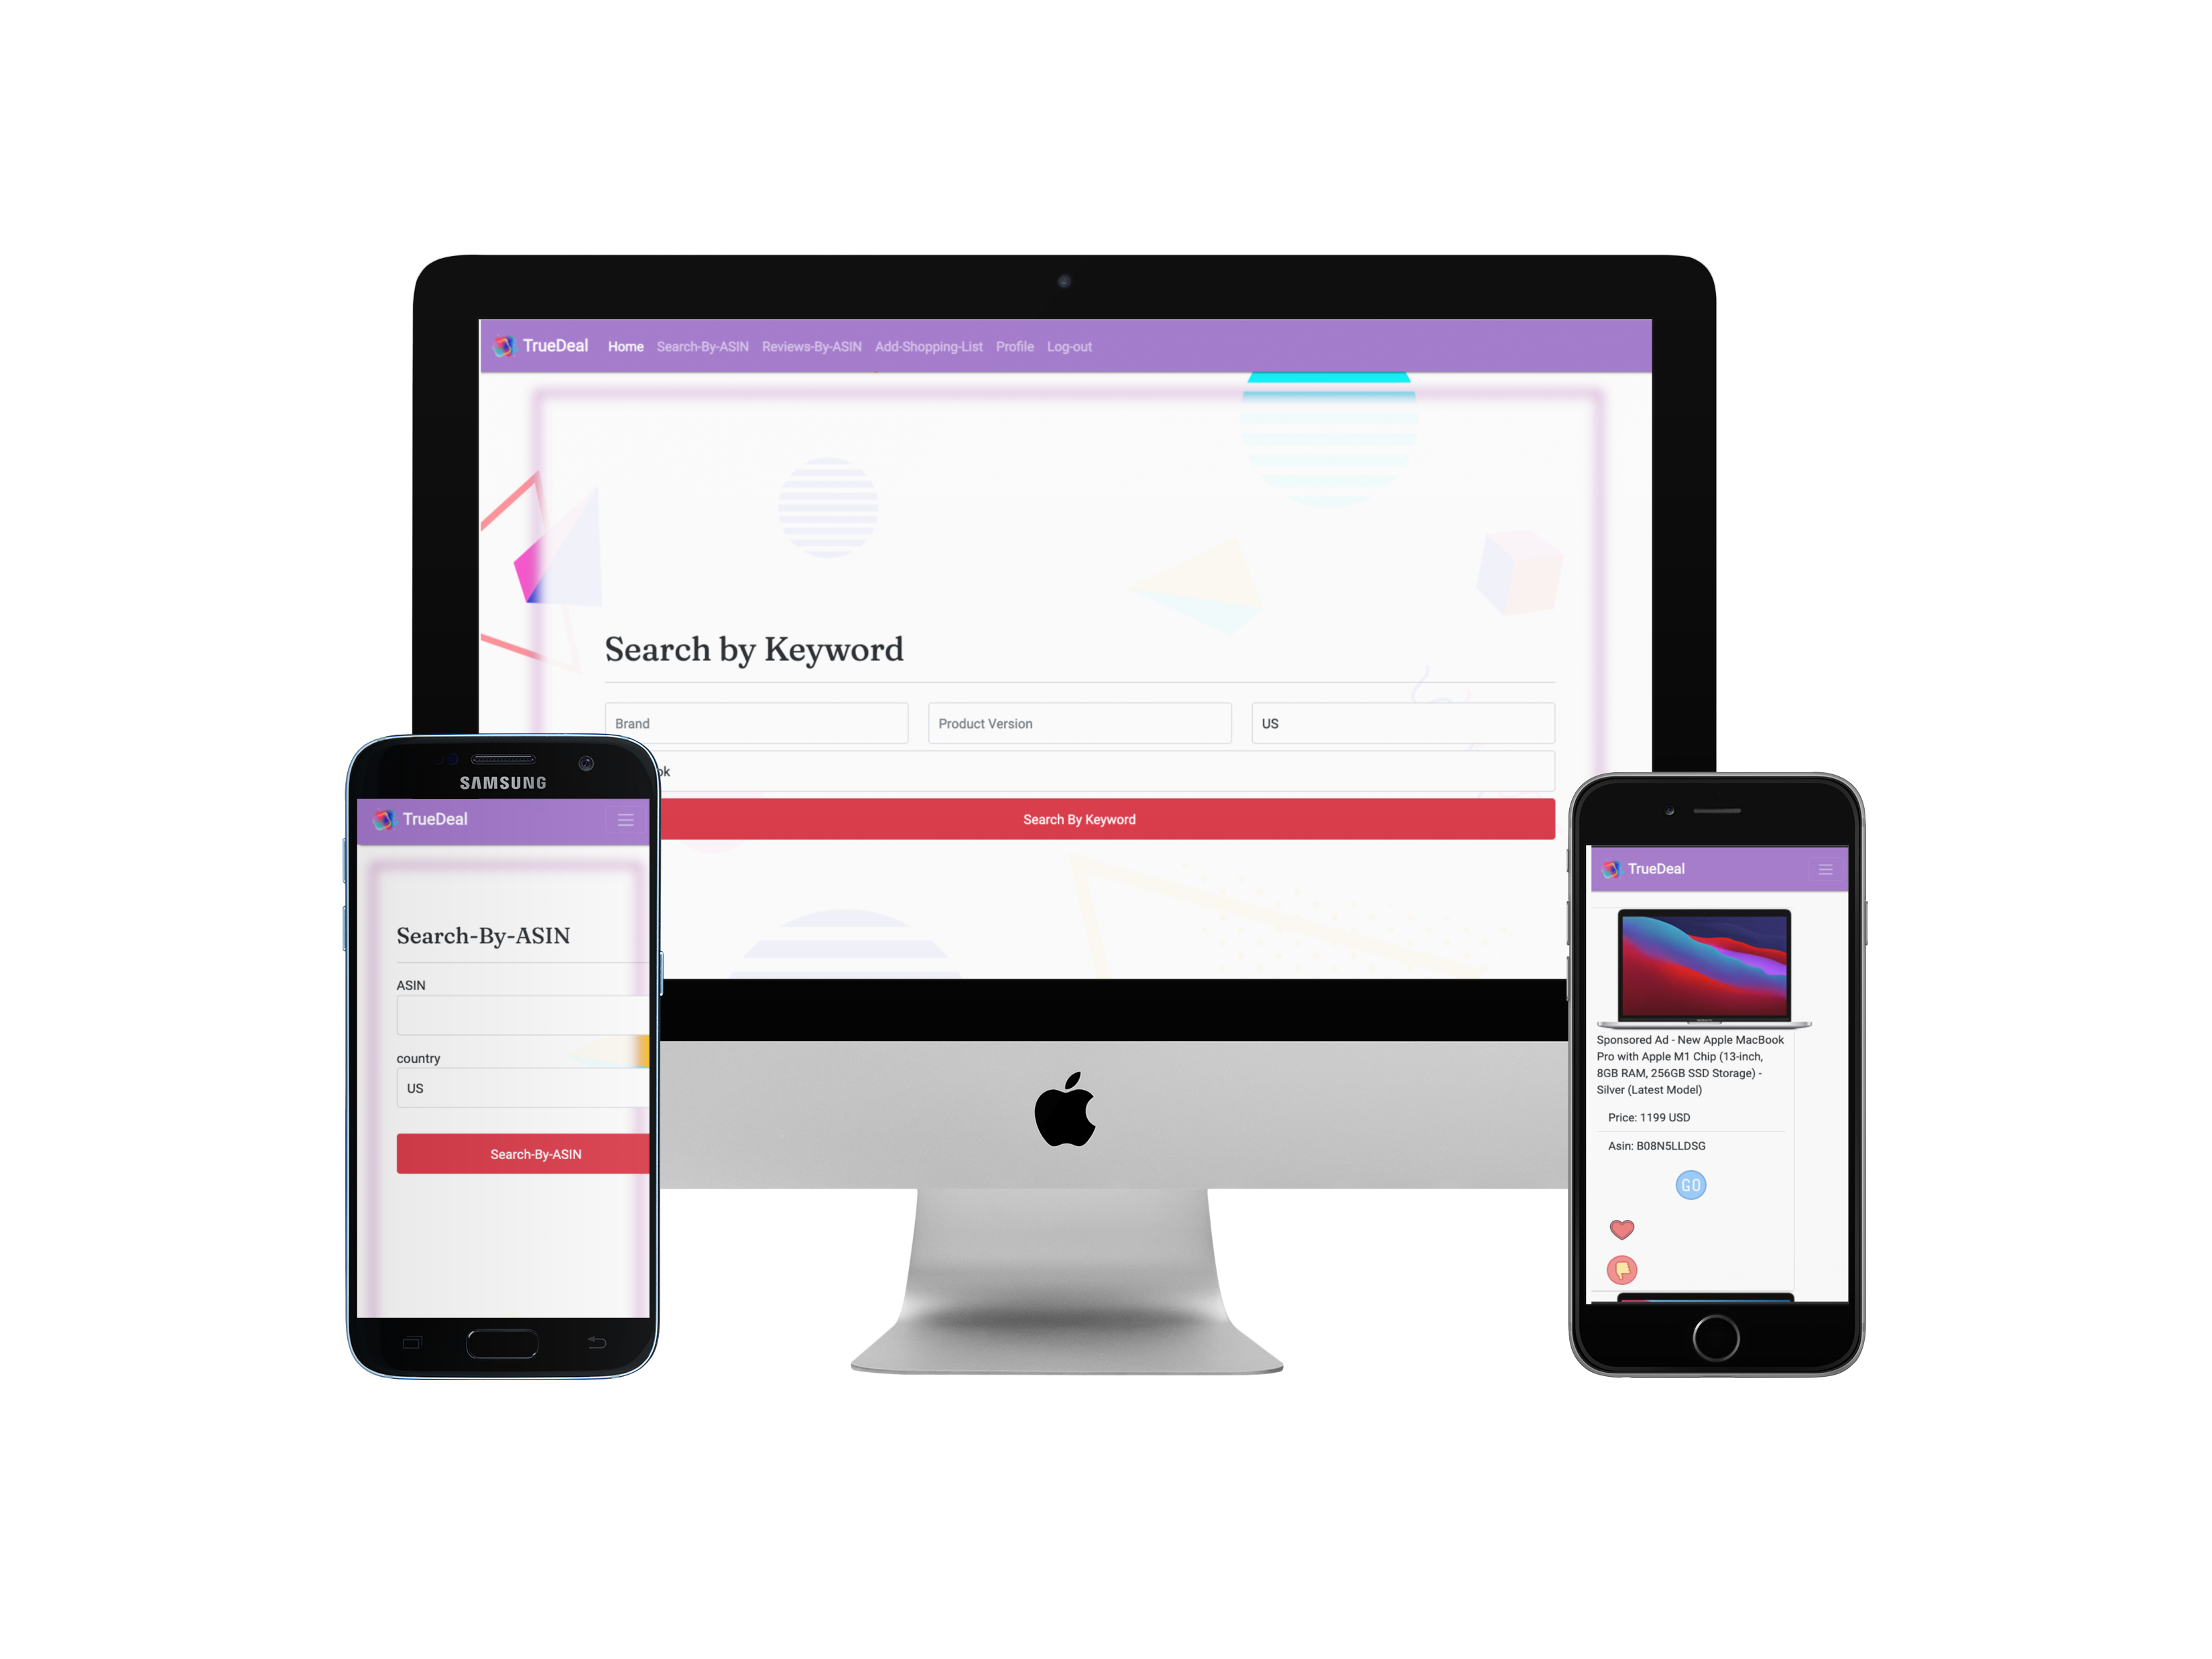 TrueDeal Home Search-By-ASIN Reviews-By-ASIN Add-Shopping-List Profile Log-out
Search by Keyword
Brand Product Version US
Search By Keyword
SAMSUNG
TrueDeal
Search-By-ASIN
ASIN
country
US
Search-By-ASIN
TrueDeal
Sponsored Ad - New Apple MacBook
Pro with Apple M1 Chip (13-inch,
8GB RAM, 256GB SSD Storage) -
Silver (Latest Model)
Price: 1199 USD
Asin: B08N5LLDSG
GO